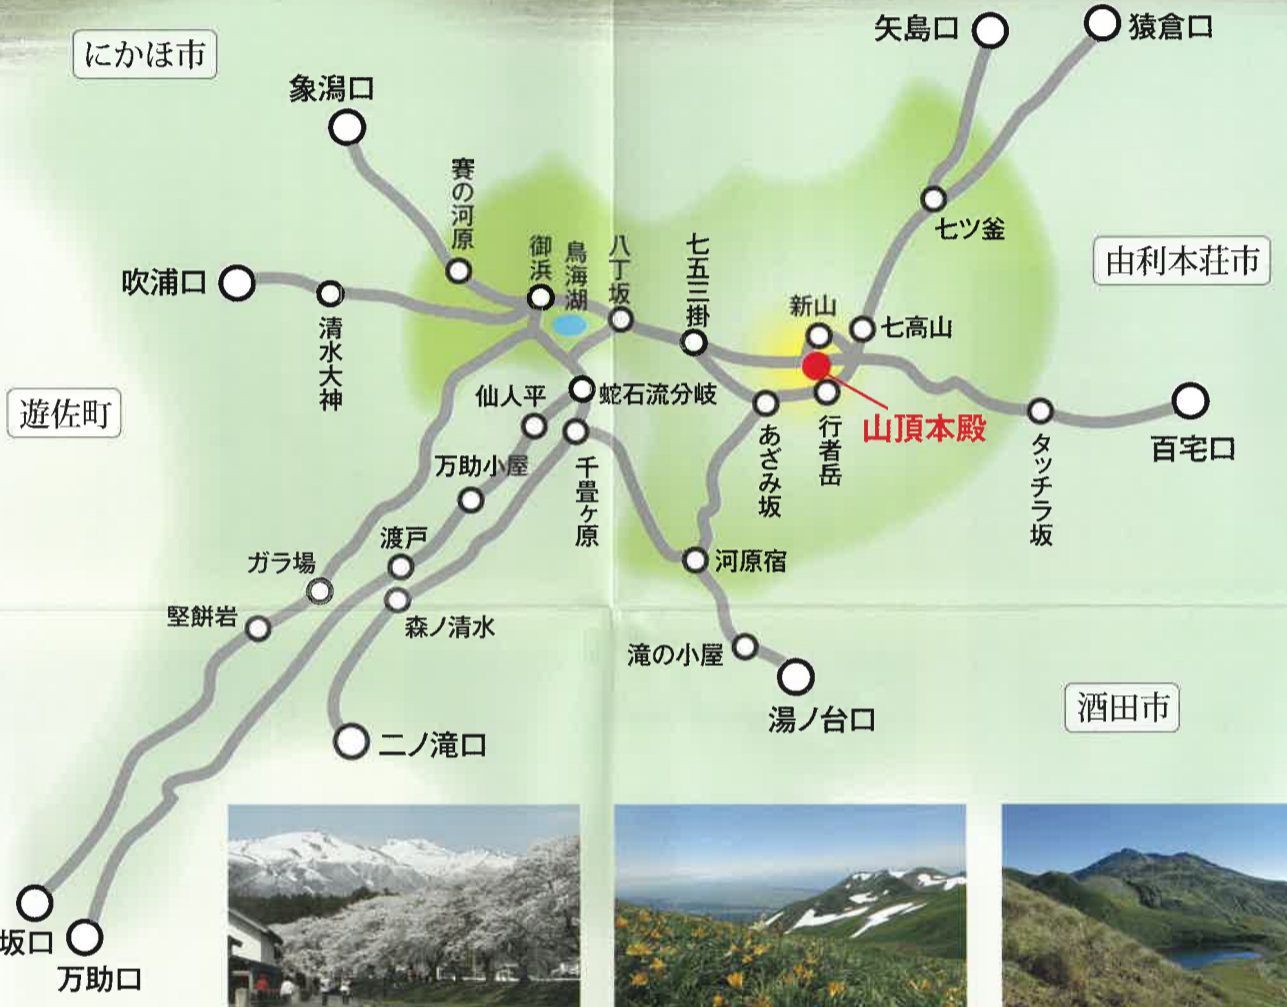 にかほ市
矢島口
猿倉口
象潟口
賽の河原
御浜
鳥海湖
八丁坂
七五三掛
七ツ釜
由利本荘市
吹浦口
清水大神
新山
七高山
遊佐町
仙人平
蛇石流分岐
あざみ坂
行者岳
山頂本殿
タッチラ坂
百宅口
万助小屋
千畳ヶ原
渡戸
ガラ場
河原宿
堅餅岩
森ノ清水
滝の小屋
湯ノ台口
酒田市
二ノ滝口
坂口
万助口